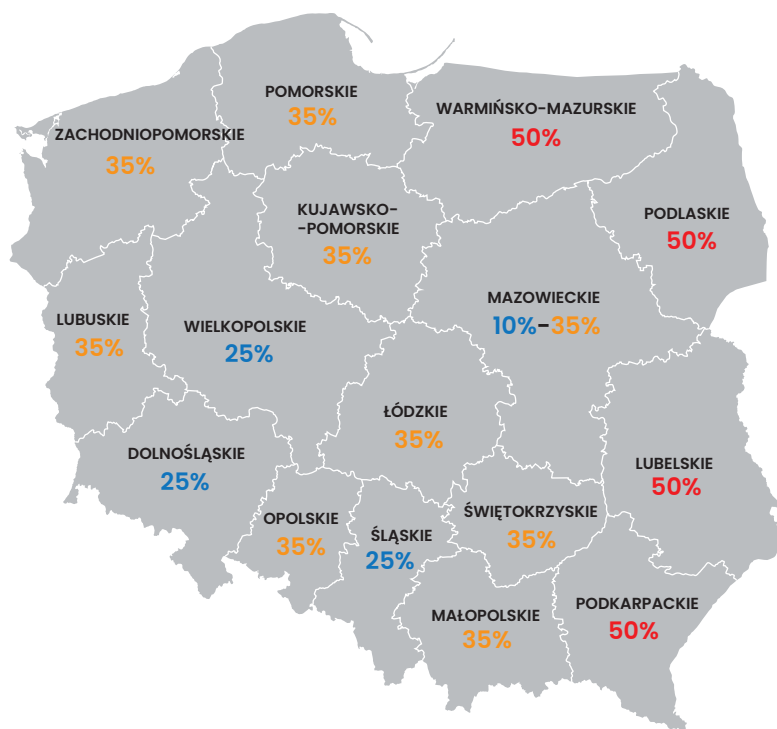 POMORSKIE
35%
WARMIŃSKO-MAZURSKIE
50%
ZACHODNIOPOMORSKIE
35%
KUJAWSKO-
-POMORSKIE
35%
PODLASKIE
50%
MAZOWIECKIE
10%–35%
LUBUSKIE
35%
WIELKOPOLSKIE
25%
ŁÓDZKIE
35%
DOLNOŚLĄSKIE
25%
LUBELSKIE
50%
OPOLSKIE
35%
ŚLĄSKIE
25%
ŚWIĘTOKRZYSKIE
35%
MAŁOPOLSKIE
35%
PODKARPACKIE
50%